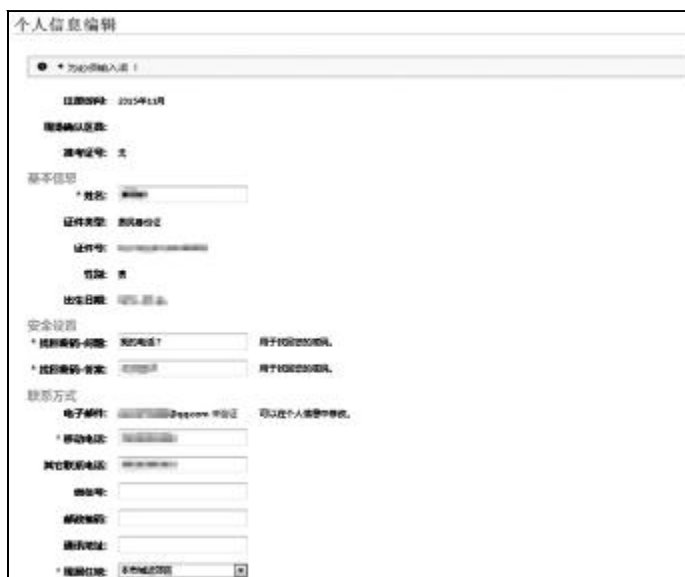 个人信息编辑
* 为必须输入项！
注册时间: 2015年11月
现场确认区县:
准考证号: 无
基本信息
* 姓名:
证件类型: 居民身份证
证件号:
性别: 男
出生日期:
安全设置
* 找回密码-问题: 我的电话？ 用于找回您的密码。
* 找回密码-答案: 用于找回您的密码。
联系方式
电子邮件: @qq.com 可以在个人信息中修改。
* 移动电话:
其它联系电话:
微信号:
邮政编码:
通讯地址:
* 现居住地: